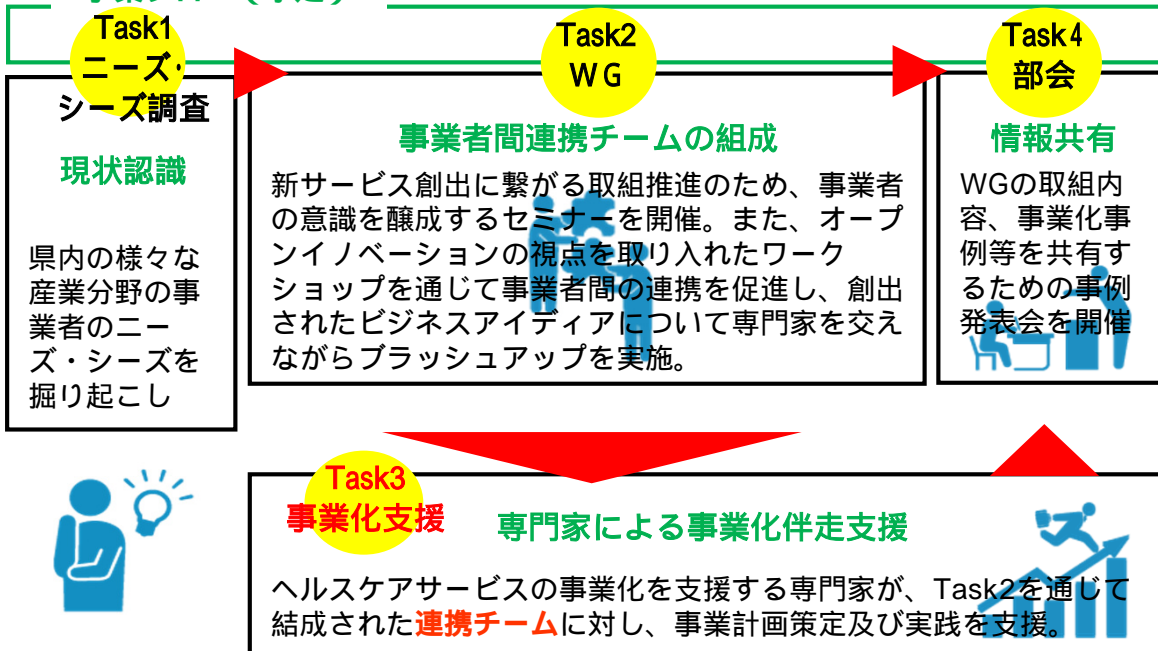 Task1
ニーズ・
シーズ調査
現状認識
県内の様々な
産業分野の事
業者のニー
ズ・シーズを
掘り起こし
Task2
WG
事業者間連携チームの組成
新サービス創出に繋がる取組推進のため、事業者
の意識を醸成するセミナーを開催。また、オープ
ンイノベーションの視点を取り入れたワーク
ショップを通じて事業者間の連携を促進し、創出
されたビジネスアイディアについて専門家を交え
ながらブラッシュアップを実施。
Task4
部会
情報共有
WGの取組内
容、事業化事
例等を共有す
るための事例
発表会を開催
Task3
事業化支援
専門家による事業化伴走支援
ヘルスケアサービスの事業化を支援する専門家が、Task2を通じて
結成された連携チームに対し、事業計画策定及び実践を支援。